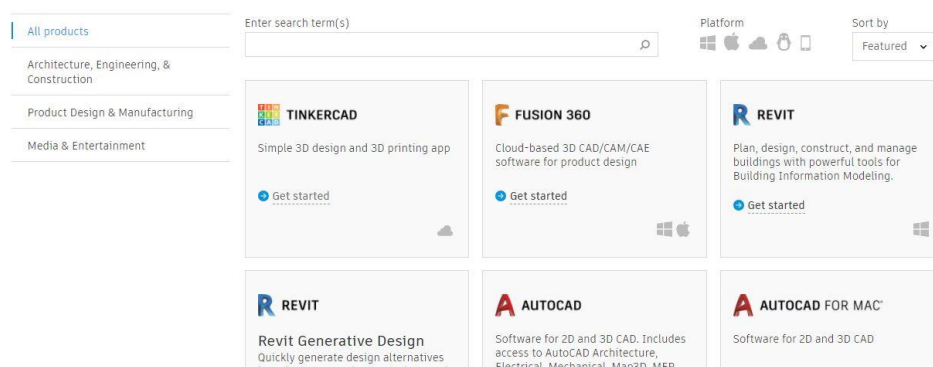 All products
Architecture, Engineering, &
Construction
Product Design & Manufacturing
Media & Entertainment
Enter search term(s)
Platform
Sort by
Featured
TINKERCAD
Simple 3D design and 3D printing app
Get started
FUSION 360
Cloud-based 3D CAD/CAM/CAE
software for product design
Get started
REVIT
Plan, design, construct, and manage
buildings with powerful tools for
Building Information Modeling.
Get started
REVIT
Revit Generative Design
Quickly generate design alternatives
AUTOCAD
Software for 2D and 3D CAD. Includes
access to AutoCAD Architecture,
Electrical, Mechanical, Map3D, MEP,
AUTOCAD FOR MAC
Software for 2D and 3D CAD